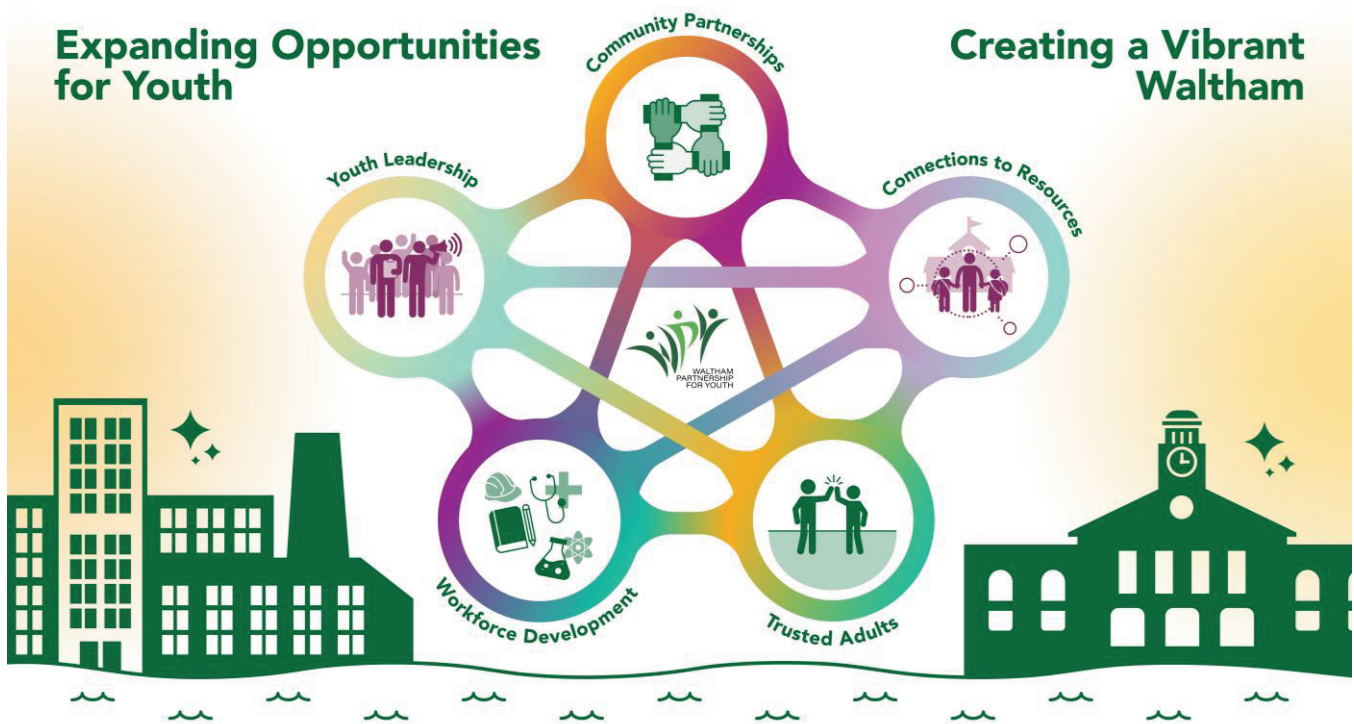 Expanding Opportunities
for Youth
Creating a Vibrant
Waltham
Community Partnerships
Youth Leadership
Connections to Resources
WPY
WALTHAM
PARTNERSHIP
FOR YOUTH
Workforce Development
Trusted Adults